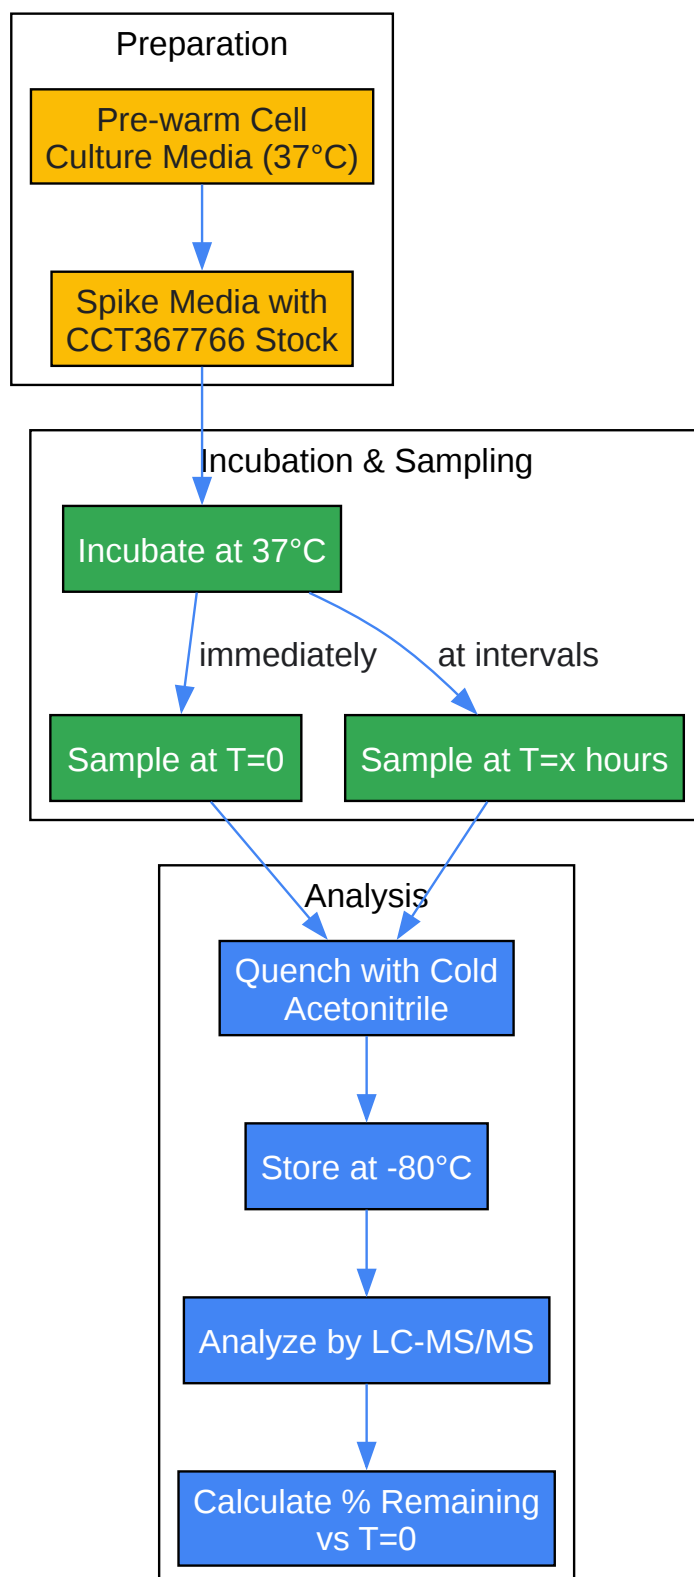 Preparation
Pre-warm Cell
Culture Media (37°C)
Spike Media with
CCT367766 Stock
Incubation & Sampling
Incubate at 37°C
immediately
at intervals
Sample at T=0
Sample at T=x hours
Analysis
Quench with Cold
Acetonitrile
Store at -80°C
Analyze by LC-MS/MS
Calculate % Remaining
vs T=0